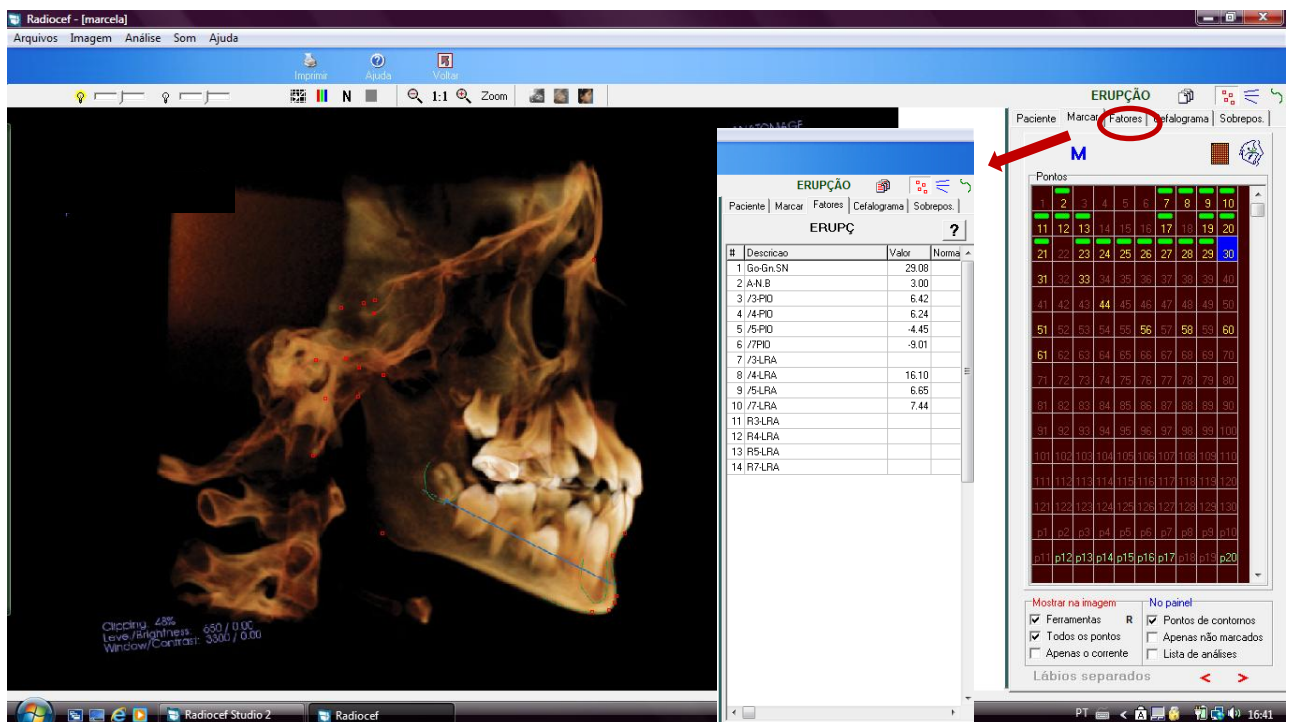 Radiocef - [marcela]
Arquivos Imagem Análise Som Ajuda
Imprimir Ajuda Voltar
N 1:1 Zoom
ERUPÇÃO
Paciente Marcar Fatores Cefalograma Sobrepos.
M
Pontos
1 2 3 4 5 6 7 8 9 10
11 12 13 14 15 16 17 18 19 20
21 22 23 24 25 26 27 28 29 30
31 32 33 34 35 36 37 38 39 40
41 42 43 44 45 46 47 48 49 50
51 52 53 54 55 56 57 58 59 60
61 62 63 64 65 66 67 68 69 70
71 72 73 74 75 76 77 78 79 80
81 82 83 84 85 86 87 88 89 90
91 92 93 94 95 96 97 98 99 100
101 102 103 104 105 106 107 108 109 110
111 112 113 114 115 116 117 118 119 120
121 122 123 124 125 126 127 128 129 130
p1 p2 p3 p4 p5 p6 p7 p8 p9 p10
p11 p12 p13 p14 p15 p16 p17 p18 p19 p20
Mostrar na imagem No painel
Ferramentas R Pontos de contornos
Todos os pontos Apenas não marcados
Apenas o corrente Lista de análises
Lábios separados < >
ANATOMAGE
ERUPÇÃO
Paciente Marcar Fatores Cefalograma Sobrepos.
ERUPÇ ?
# Descricao Valor Norma
1 Go-Gn.SN 29.08
2 A-N.B 3.00
3 /3-PIO 6.42
4 /4-PIO 6.24
5 /5-PIO -4.45
6 /7PIO -9.01
7 /3-LRA
8 /4-LRA 16.10
9 /5-LRA 6.65
10 /7-LRA 7.44
11 R3-LRA
12 R4-LRA
13 R5-LRA
14 R7-LRA
Clipping: 48%
Level/Brightness: 650 / 0.00
Window/Contrast: 3300 / 0.00
Radiocef Studio 2 Radiocef PT < 16:41